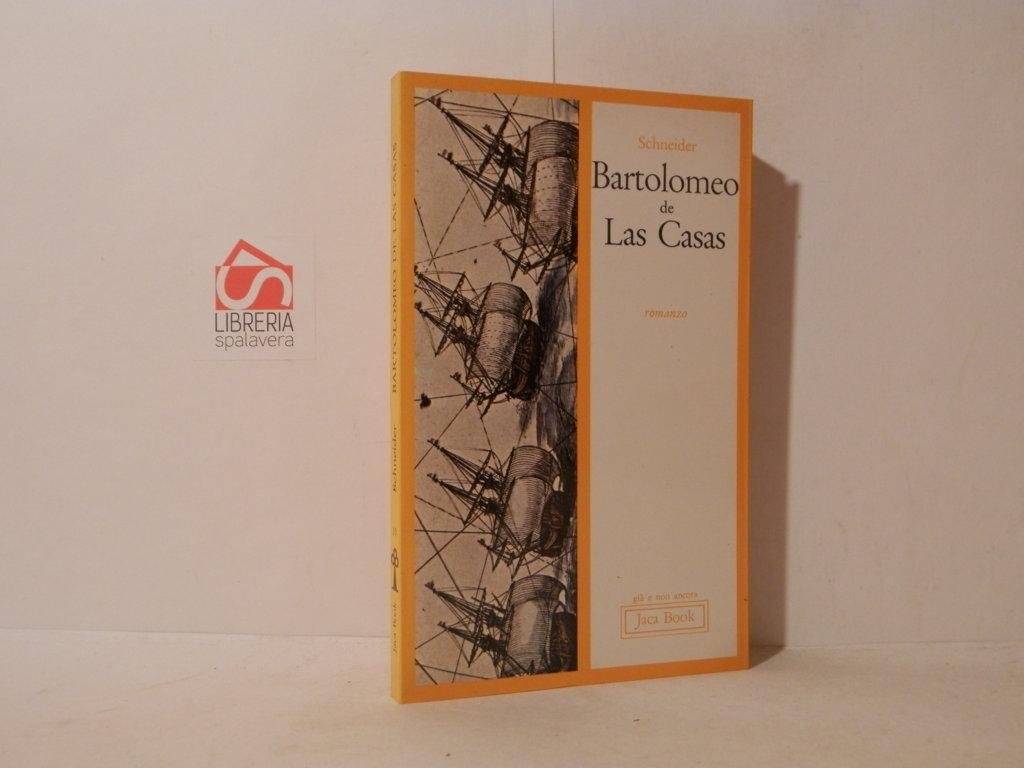 LIBRERIA
spalavera
BARTOLOMEO DE LAS CASAS
Schneider
Jaca Book
Schneider
Bartolomeo
de
Las Casas
romanzo
già e non ancora
Jaca Book